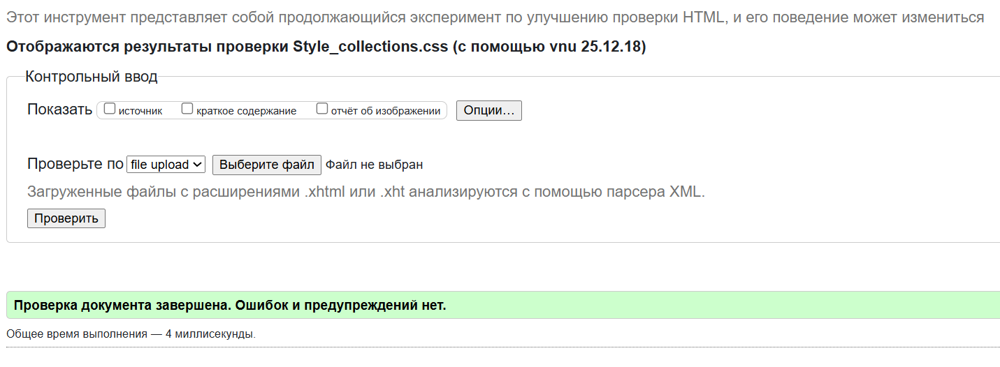 Этот инструмент представляет собой продолжающийся эксперимент по улучшению проверки HTML, и его поведение может измениться
Отображаются результаты проверки Style_collections.css (с помощью vnu 25.12.18)
Контрольный ввод
Показать источник краткое содержание отчёт об изображении Опции...
Проверьте по file upload Выберите файл Файл не выбран
Загруженные файлы с расширениями .xhtml или .xht анализируются с помощью парсера XML.
Проверить
Проверка документа завершена. Ошибок и предупреждений нет.
Общее время выполнения — 4 миллисекунды.